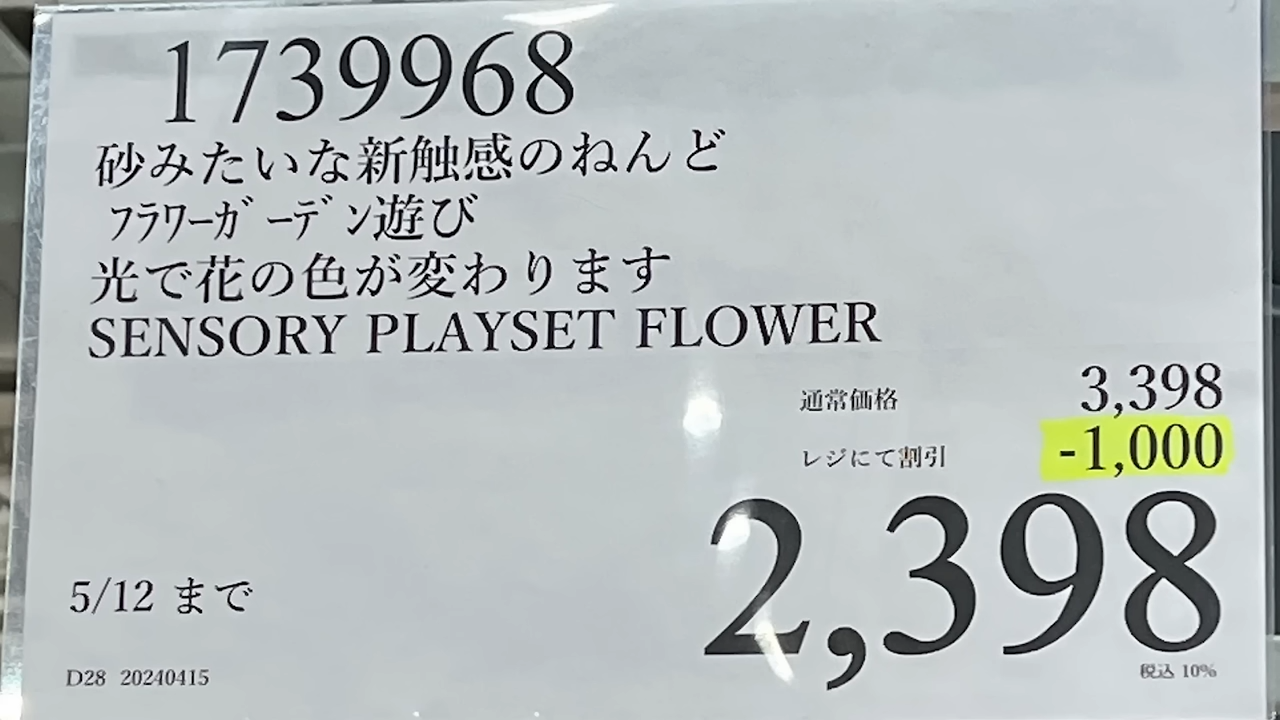 1739968
砂みたいな新触感のねんど
ﾌﾗﾜｰｶﾞｰﾃﾞﾝ遊び
光で花の色が変わります
SENSORY PLAYSET FLOWER
通常価格 3,398
レジにて割引 -1,000
2,398
5/12 まで
税込 10%
D28 20240415